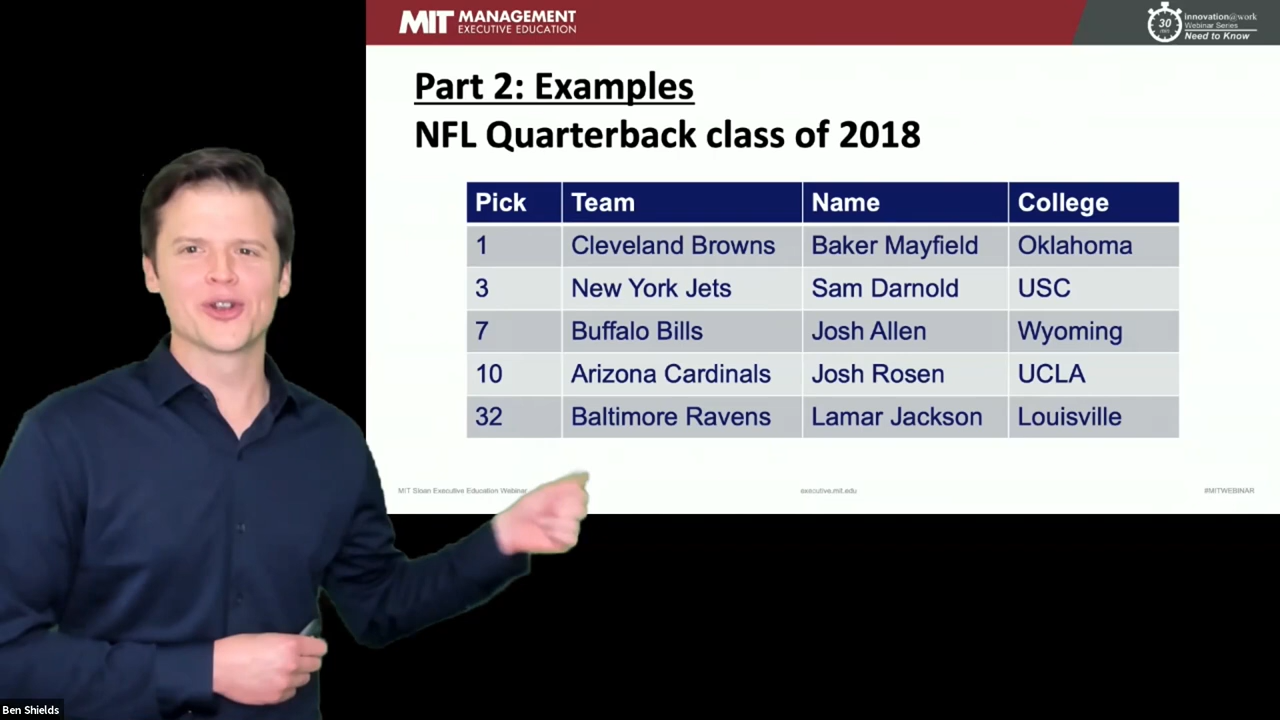 MIT MANAGEMENT
EXECUTIVE EDUCATION
30
innovation@work
Webinar Series
Need to Know
Part 2: Examples
NFL Quarterback class of 2018
Pick Team Name College
1 Cleveland Browns Baker Mayfield Oklahoma
3 New York Jets Sam Darnold USC
7 Buffalo Bills Josh Allen Wyoming
10 Arizona Cardinals Josh Rosen UCLA
32 Baltimore Ravens Lamar Jackson Louisville
MIT Sloan Executive Education Webinar executive.mit.edu #MITWEBINAR
Ben Shields